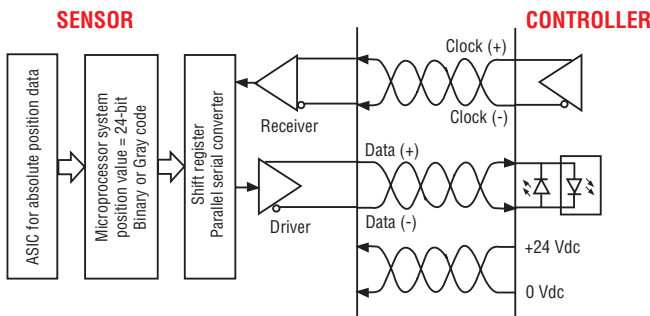 SENSOR
CONTROLLER
ASIC for absolute position data
Microprocessor system
position value = 24-bit
Binary or Gray code
Shift register
Parallel serial converter
Receiver
Driver
Clock (+)
Clock (-)
Data (+)
Data (-)
+24 Vdc
0 Vdc